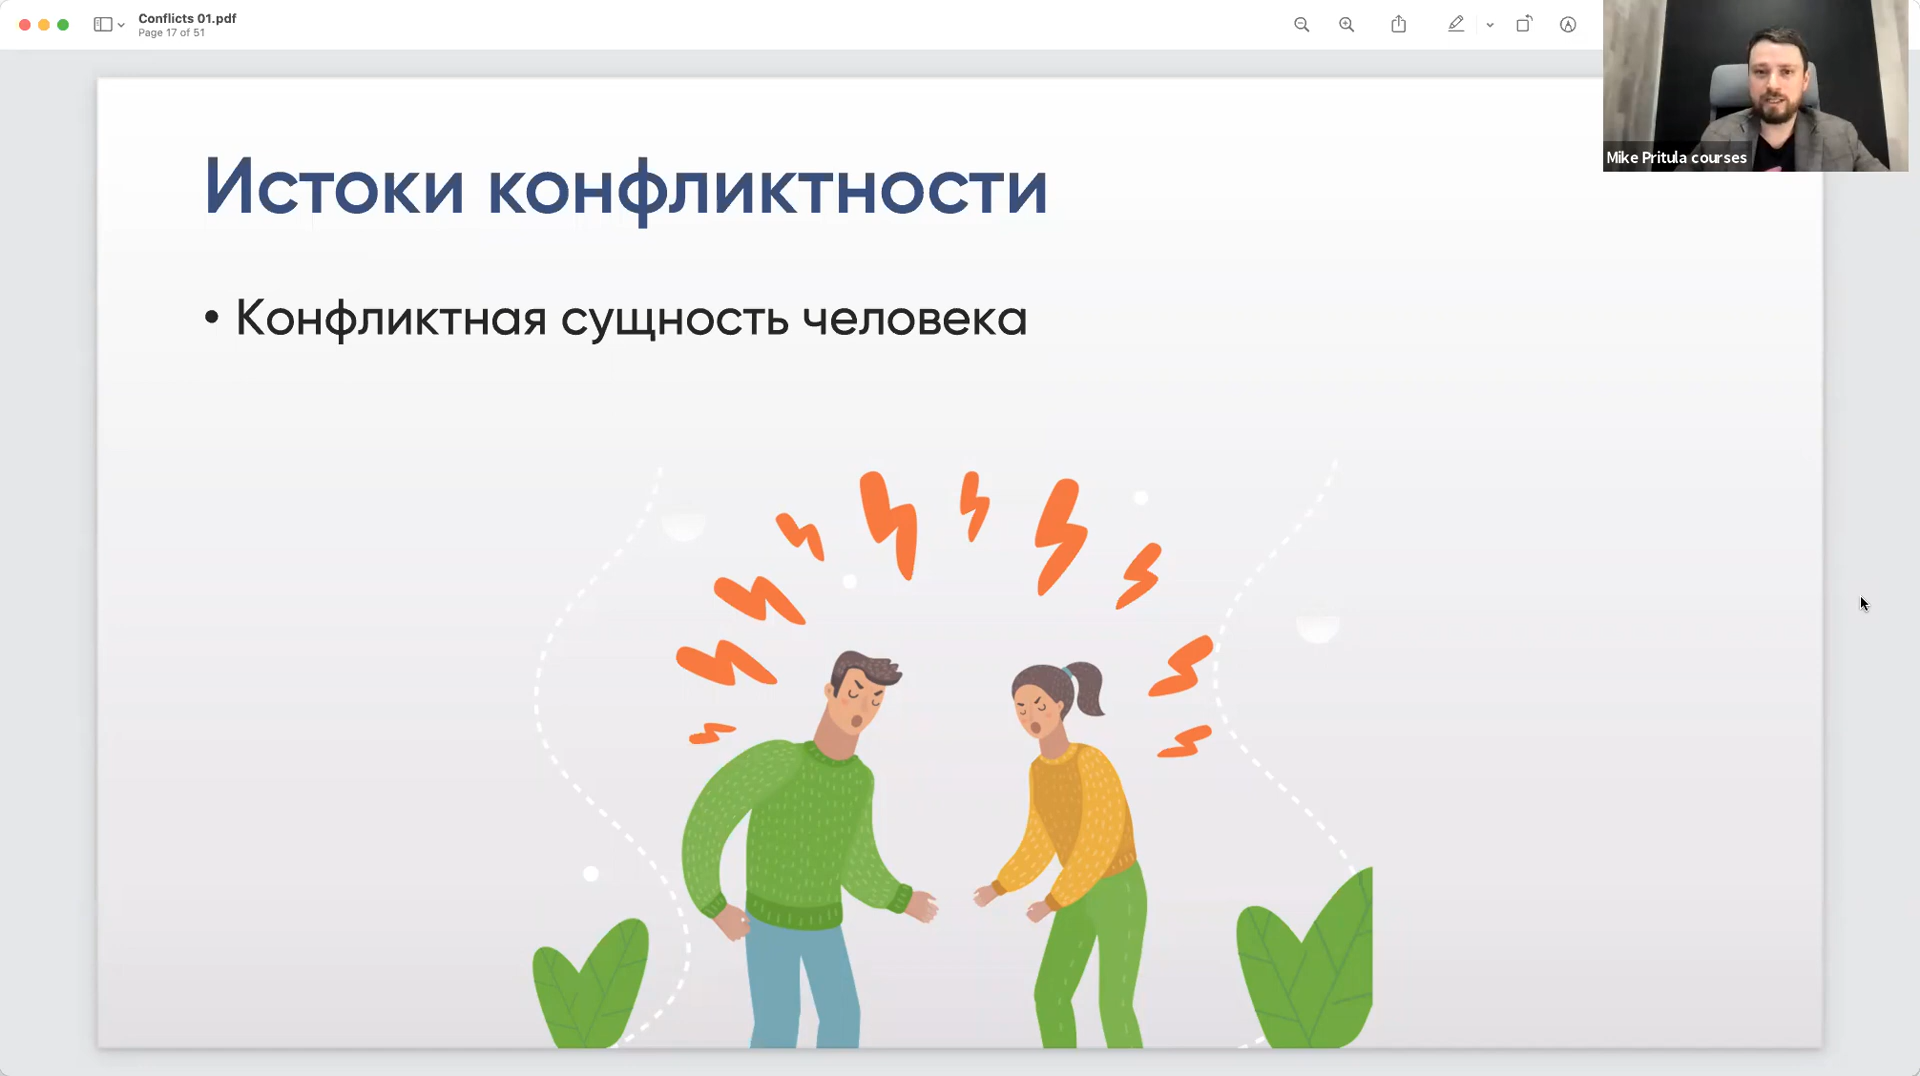 Conflicts 01.pdf
Page 17 of 51
Mike Pritula courses
Истоки конфликтности
• Конфликтная сущность человека